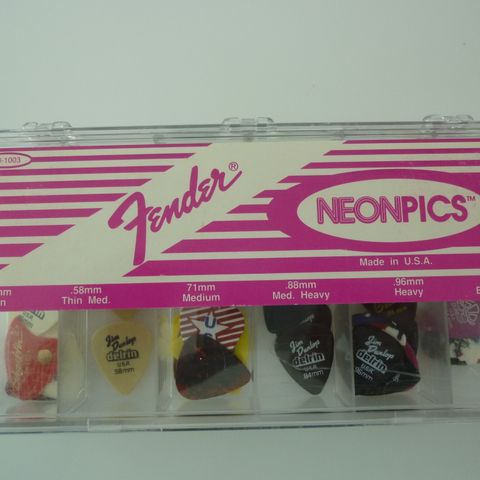 -1003
Fender®
NEONPICS™
Made in U.S.A.
.58mm
Thin Med.
71mm
Medium
.88mm
Med. Heavy
.96mm
Heavy
Jim
Dunlop
delrin
U.S.A.
U
Jim
Dunlop
delrin
U.S.A.
Jim
Dunlop
delrin
U.S.A.